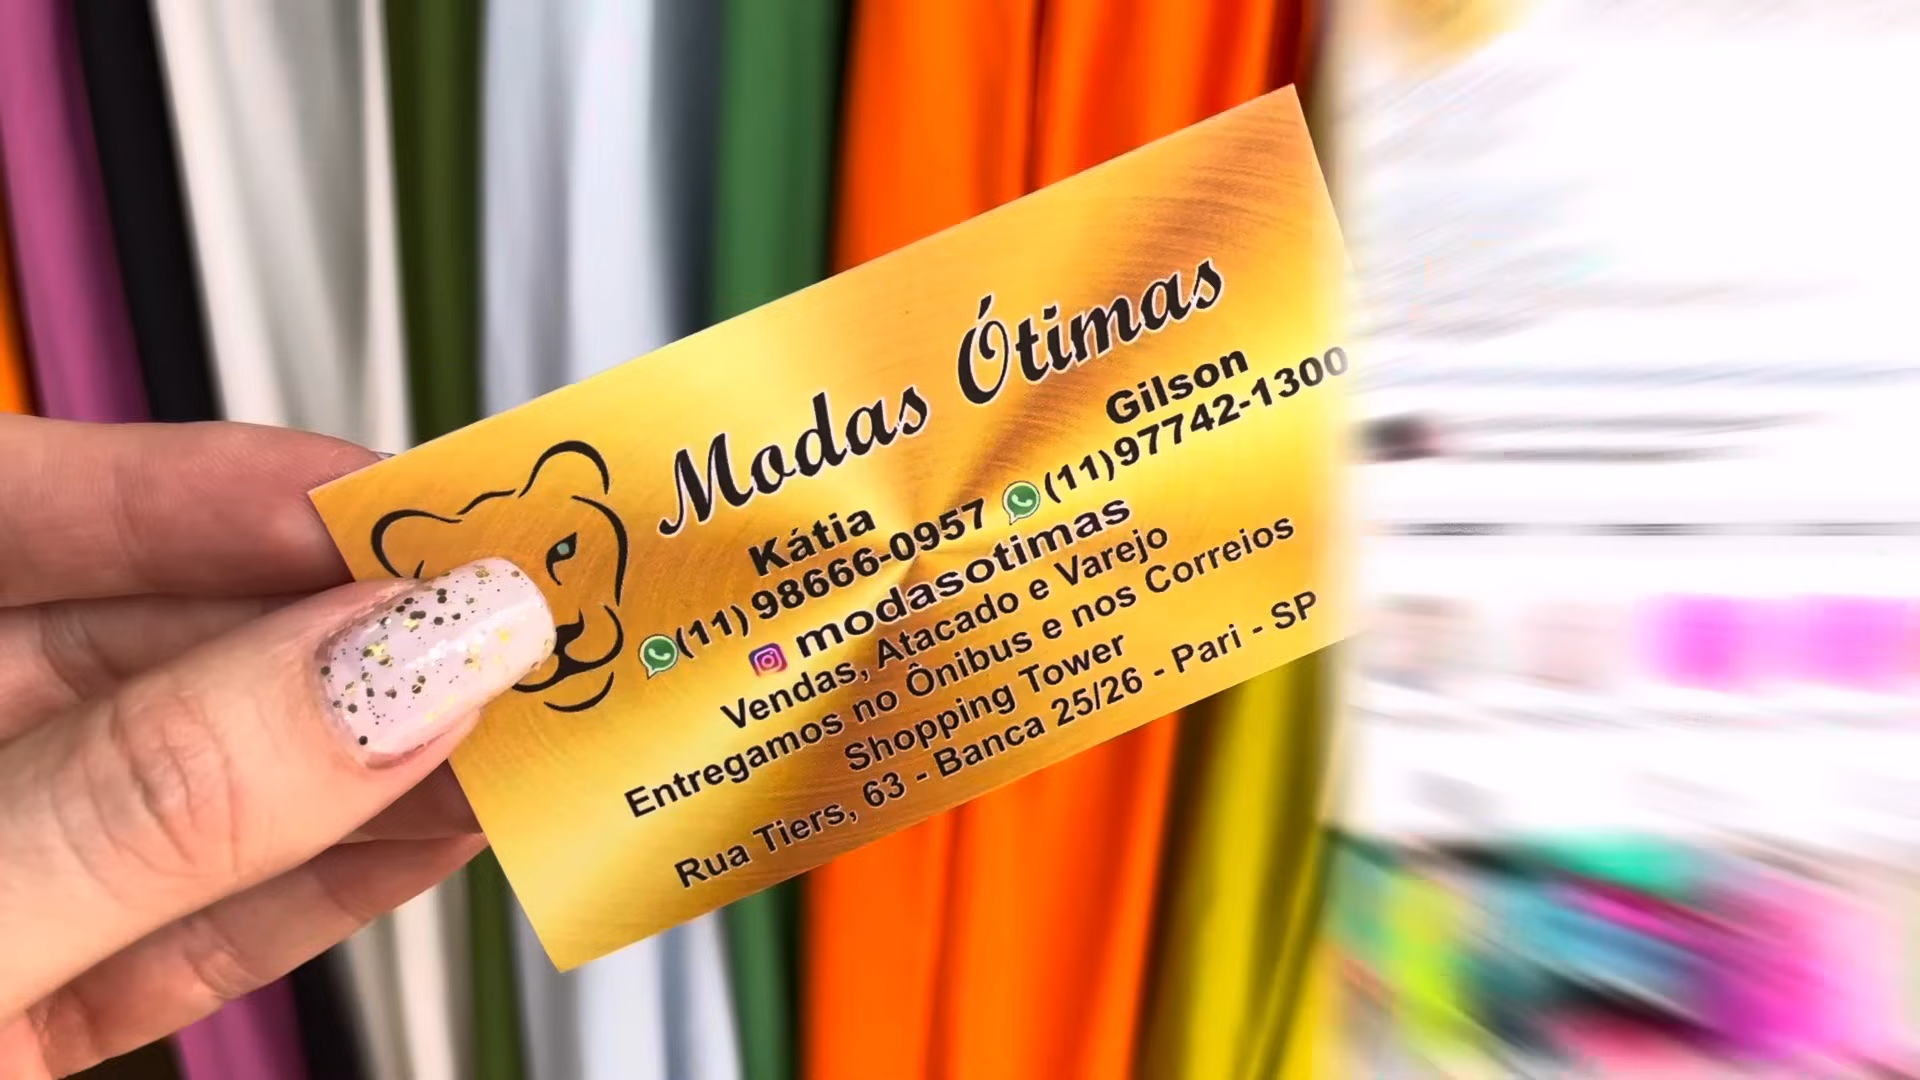 Modas Ótimas
Kátia
Gilson
(11) 98666-0957 (11) 97742-1300
modasotimas
Vendas, Atacado e Varejo
Entregamos no Ônibus e nos Correios
Shopping Tower
Rua Tiers, 63 - Banca 25/26 - Pari - SP